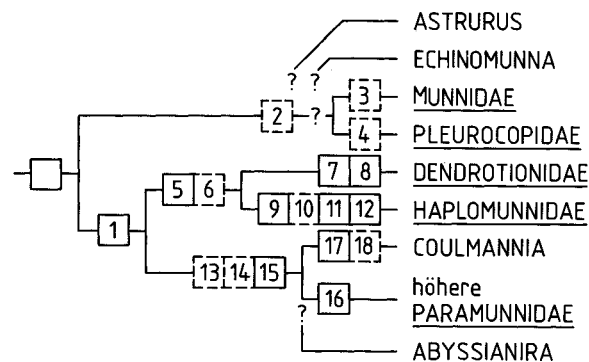 ASTRURUS
? ?
ECHINOMUNNA
3
2 ? MUNNIDAE
4 PLEUROCOPIDAE
5 6 7 8 DENDROTIONIDAE
9 10 11 12 HAPLOMUNNIDAE
1
17 18 COULMANNIA
13 14 15
höhere
16 PARAMUNNIDAE
?
ABYSSIANIRA